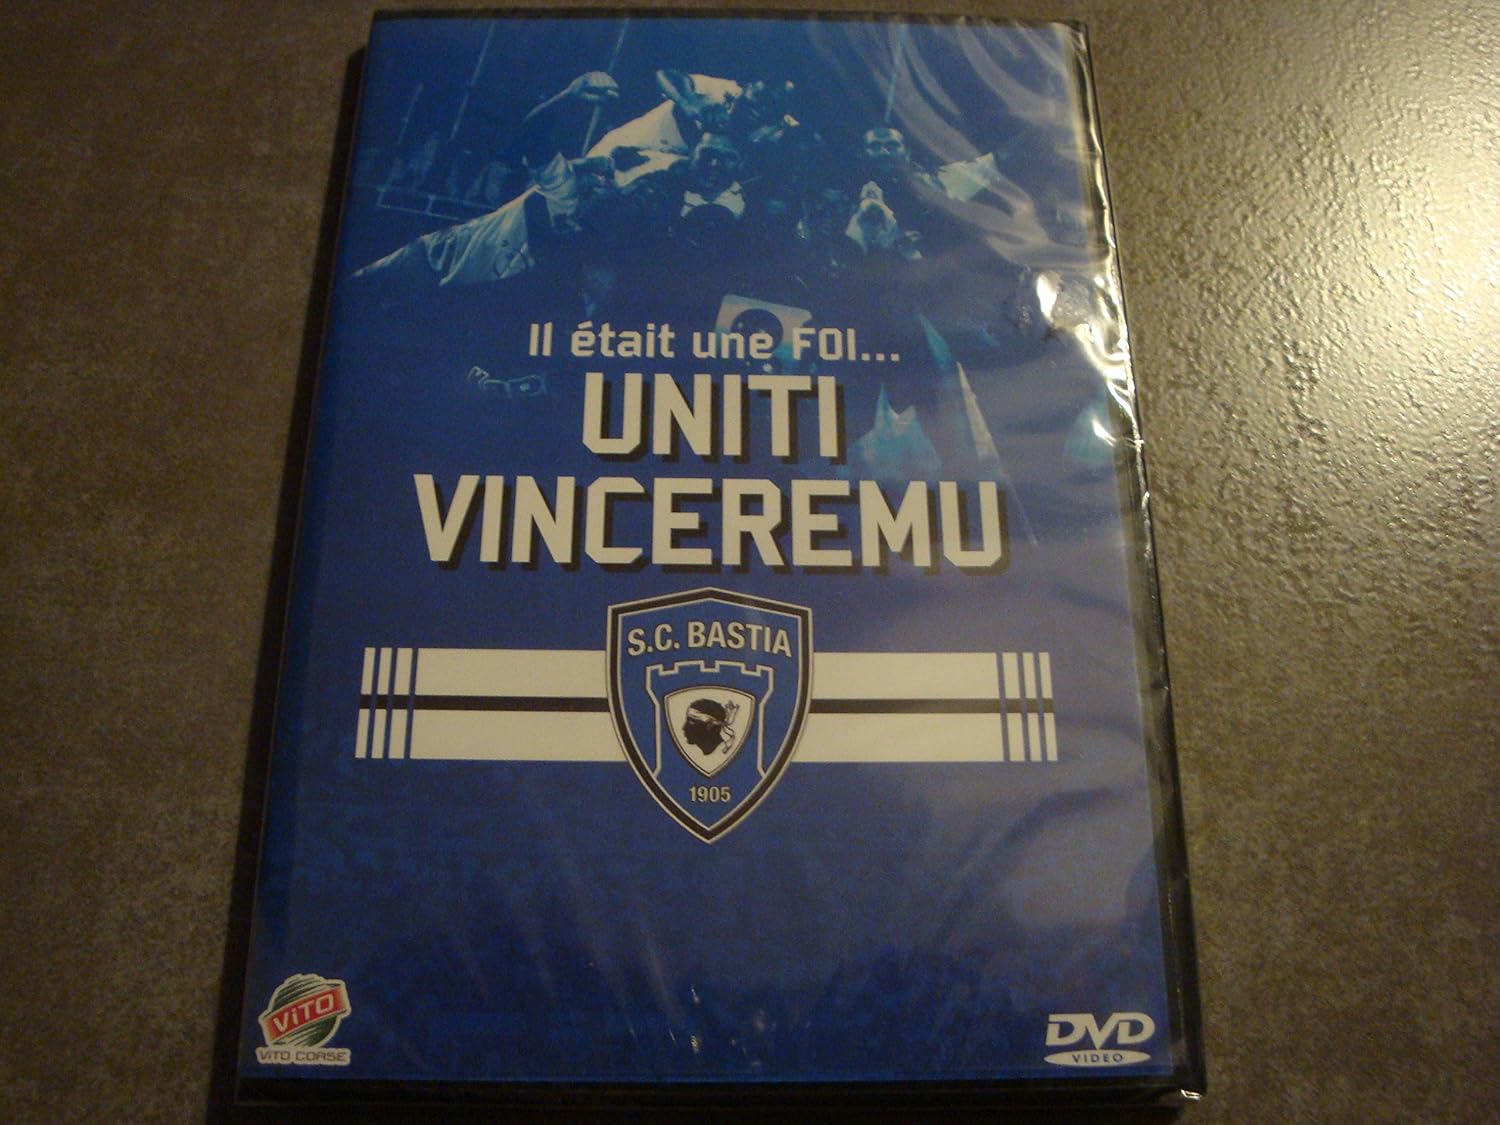 Il était une FOI...
UNITI
VINCEREMU
S.C. BASTIA
1905
ViTO
ViTO CORSE
DVD
VIDEO